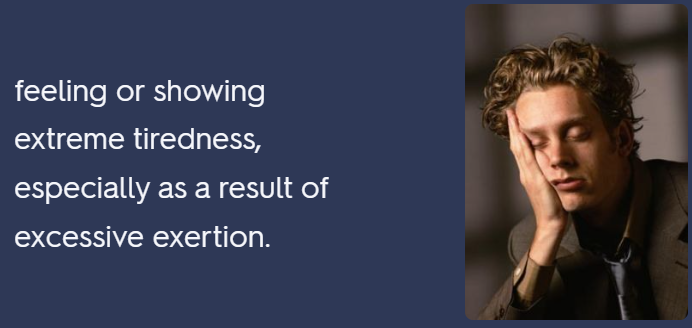 feeling or showing
extreme tiredness,
especially as a result of
excessive exertion.